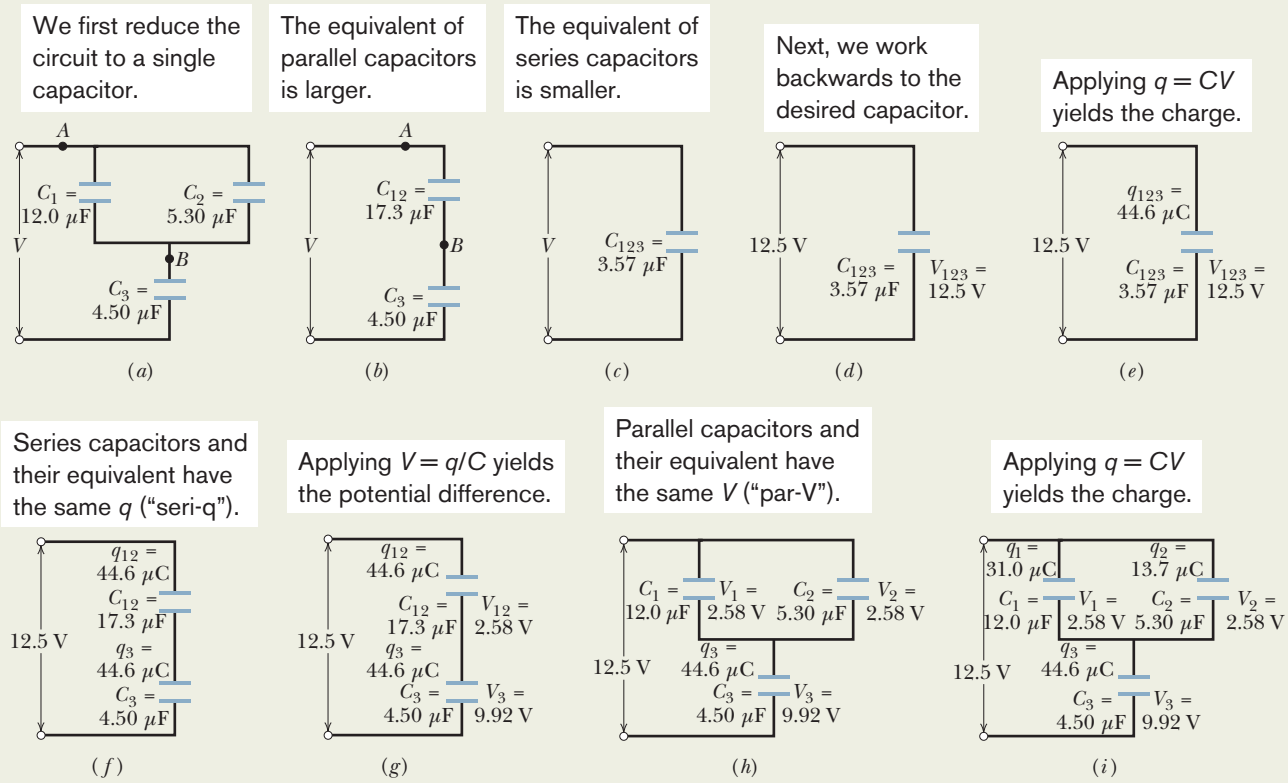 We first reduce the
circuit to a single
capacitor.
The equivalent of
parallel capacitors
is larger.
The equivalent of
series capacitors
is smaller.
Next, we work
backwards to the
desired capacitor.
Applying q = CV
yields the charge.
A
C₁ =
12.0 μF
C₂ =
5.30 μF
V
B
C₃ =
4.50 μF
(a)
A
C₁₂ =
17.3 μF
V
B
C₃ =
4.50 μF
(b)
V
C₁₂₃ =
3.57 μF
(c)
12.5 V
C₁₂₃ =
3.57 μF
V₁₂₃ =
12.5 V
(d)
q₁₂₃ =
44.6 μC
12.5 V
C₁₂₃ =
3.57 μF
V₁₂₃ =
12.5 V
(e)
Series capacitors and
their equivalent have
the same q (“seri-q”).
Applying V = q/C yields
the potential difference.
Parallel capacitors and
their equivalent have
the same V (“par-V”).
Applying q = CV
yields the charge.
q₁₂ =
44.6 μC
C₁₂ =
17.3 μF
12.5 V
q₃ =
44.6 μC
C₃ =
4.50 μF
(f)
q₁₂ =
44.6 μC
C₁₂ =
17.3 μF
V₁₂ =
2.58 V
12.5 V
q₃ =
44.6 μC
C₃ =
4.50 μF
V₃ =
9.92 V
(g)
C₁ =
12.0 μF
V₁ =
2.58 V
C₂ =
5.30 μF
V₂ =
2.58 V
12.5 V
q₃ =
44.6 μC
C₃ =
4.50 μF
V₃ =
9.92 V
(h)
q₁ =
31.0 μC
q₂ =
13.7 μC
C₁ =
12.0 μF
V₁ =
2.58 V
C₂ =
5.30 μF
V₂ =
2.58 V
12.5 V
q₃ =
44.6 μC
C₃ =
4.50 μF
V₃ =
9.92 V
(i)